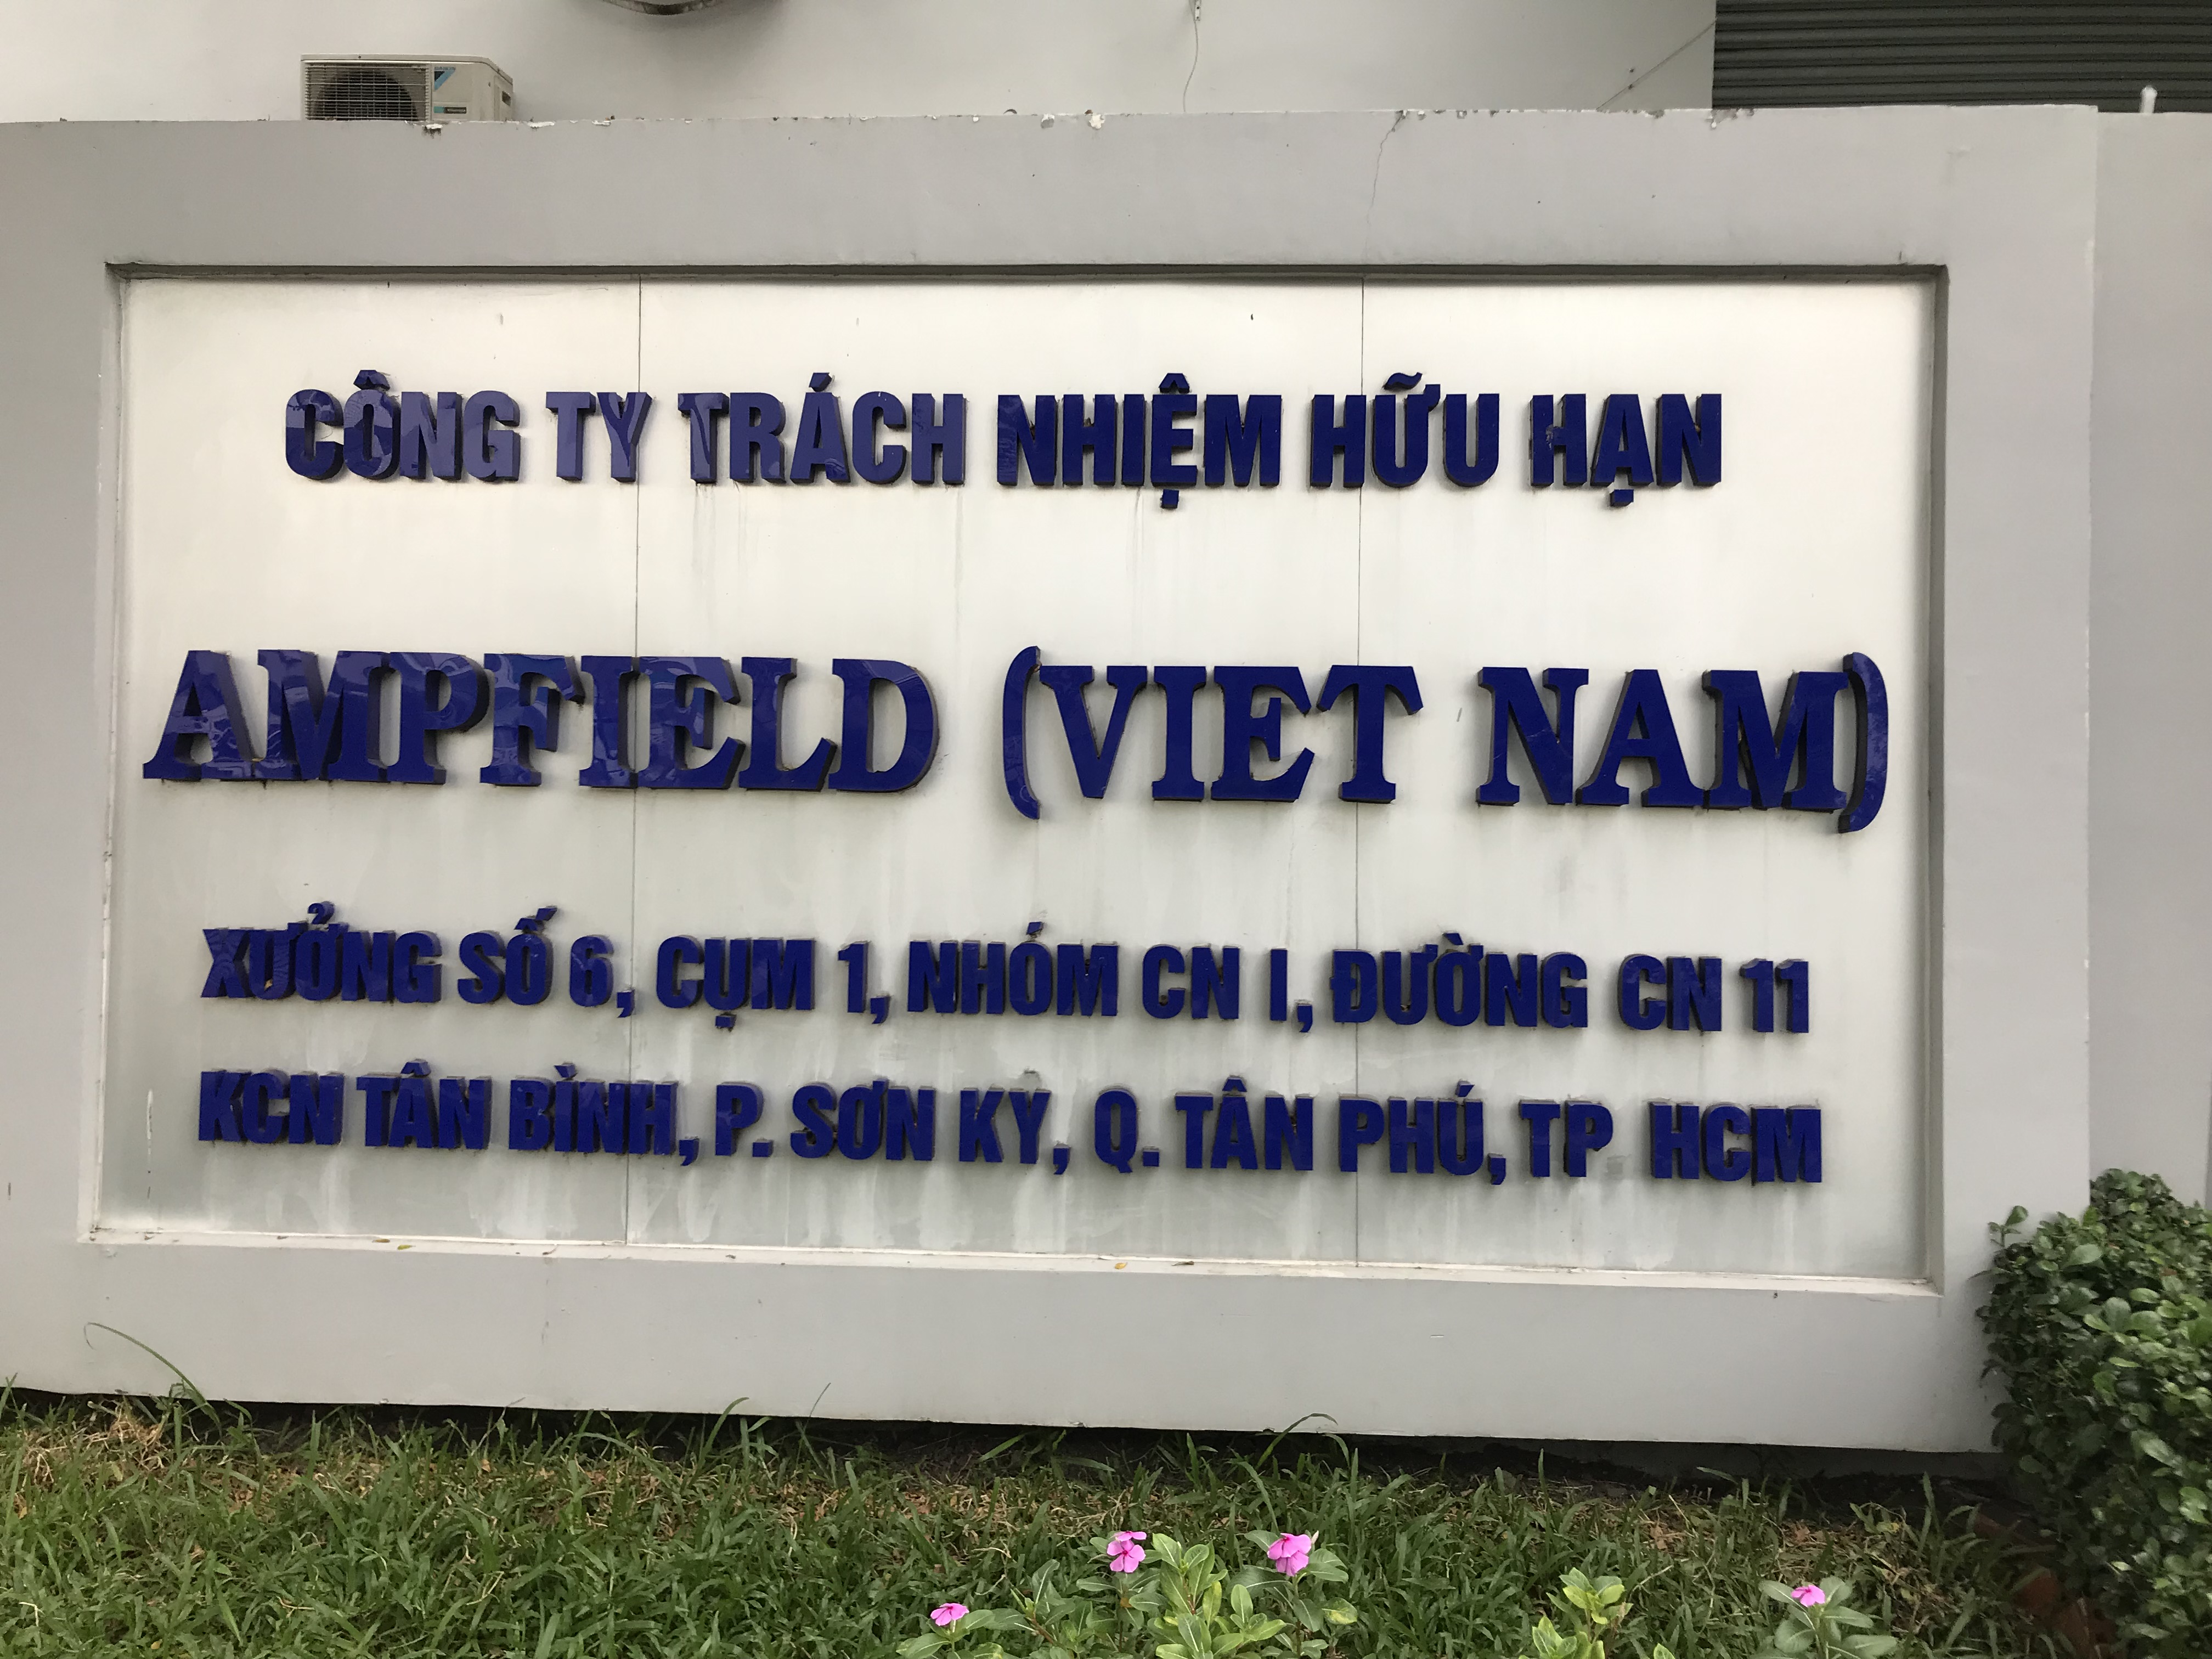 CÔNG TY TRÁCH NHIỆM HỮU HẠN
AMPFIELD (VIET NAM)
XƯỞNG SỐ 6, CỤM 1, NHÓM CN I, ĐƯỜNG CN 11
KCN TÂN BÌNH, P. SƠN KY, Q. TÂN PHÚ, TP HCM